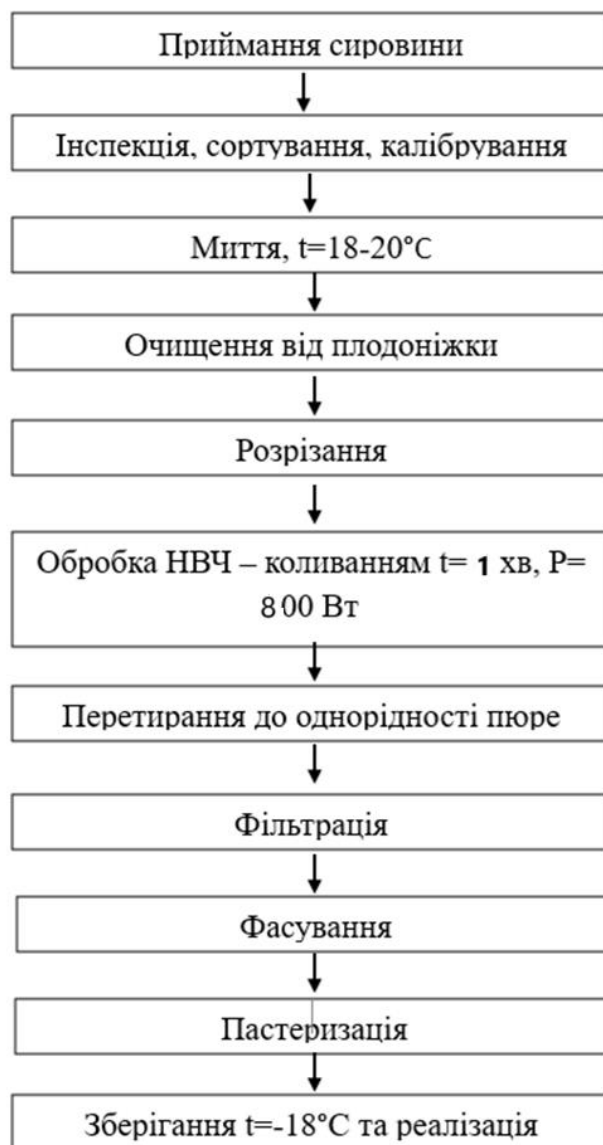 Приймання сировини
Інспекція, сортування, калібрування
Миття, t=18-20°C
Очищення від плодоніжки
Розрізання
Обробка НВЧ – коливанням t= 1 хв, P=
800 Вт
Перетирання до однорідності пюре
Фільтрація
Фасування
Пастеризація
Зберігання t=-18°C та реалізація